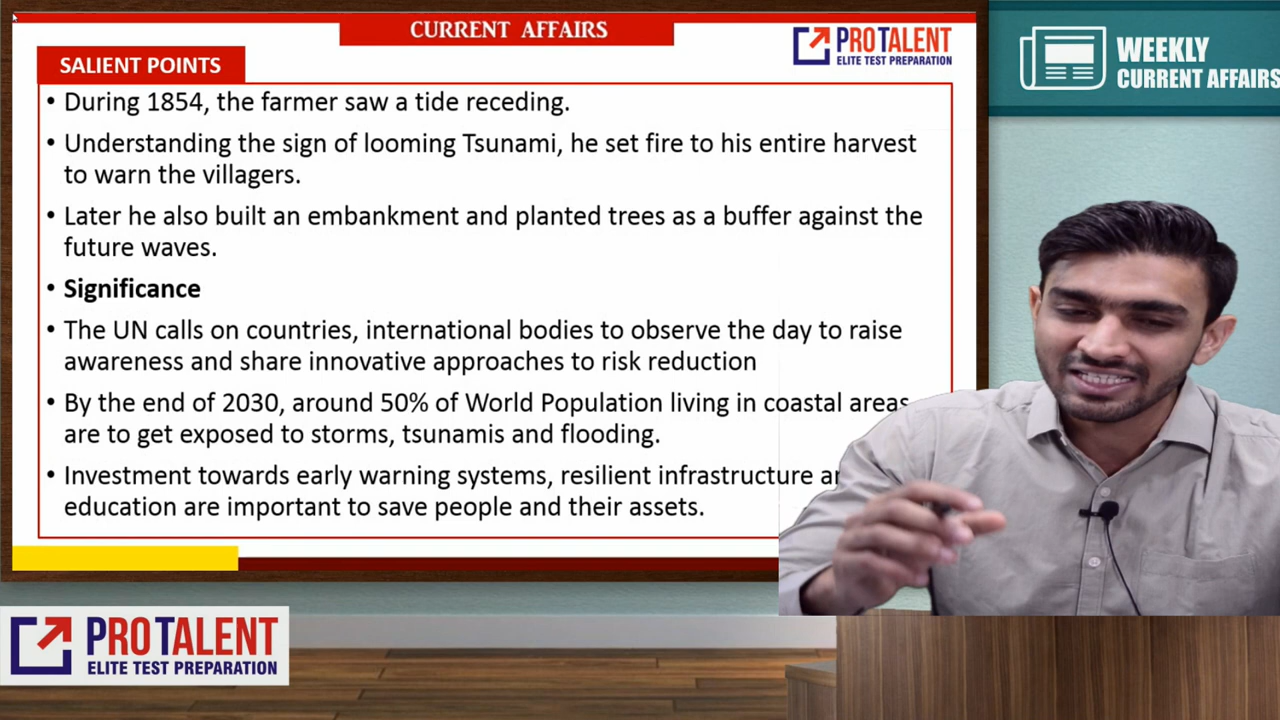 CURRENT AFFAIRS
PROTALENT
ELITE TEST PREPARATION
WEEKLY
CURRENT AFFAIRS
SALIENT POINTS
• During 1854, the farmer saw a tide receding.
• Understanding the sign of looming Tsunami, he set fire to his entire harvest
to warn the villagers.
• Later he also built an embankment and planted trees as a buffer against the
future waves.
• Significance
• The UN calls on countries, international bodies to observe the day to raise
awareness and share innovative approaches to risk reduction
• By the end of 2030, around 50% of World Population living in coastal areas
are to get exposed to storms, tsunamis and flooding.
• Investment towards early warning systems, resilient infrastructure
education are important to save people and their assets.
PROTALENT
ELITE TEST PREPARATION